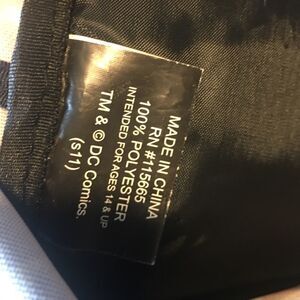 MADE IN CHINA
RN #115665
100% POLYESTER
INTENDED FOR AGES 14 & UP
TM & © DC Comics.
(s11)